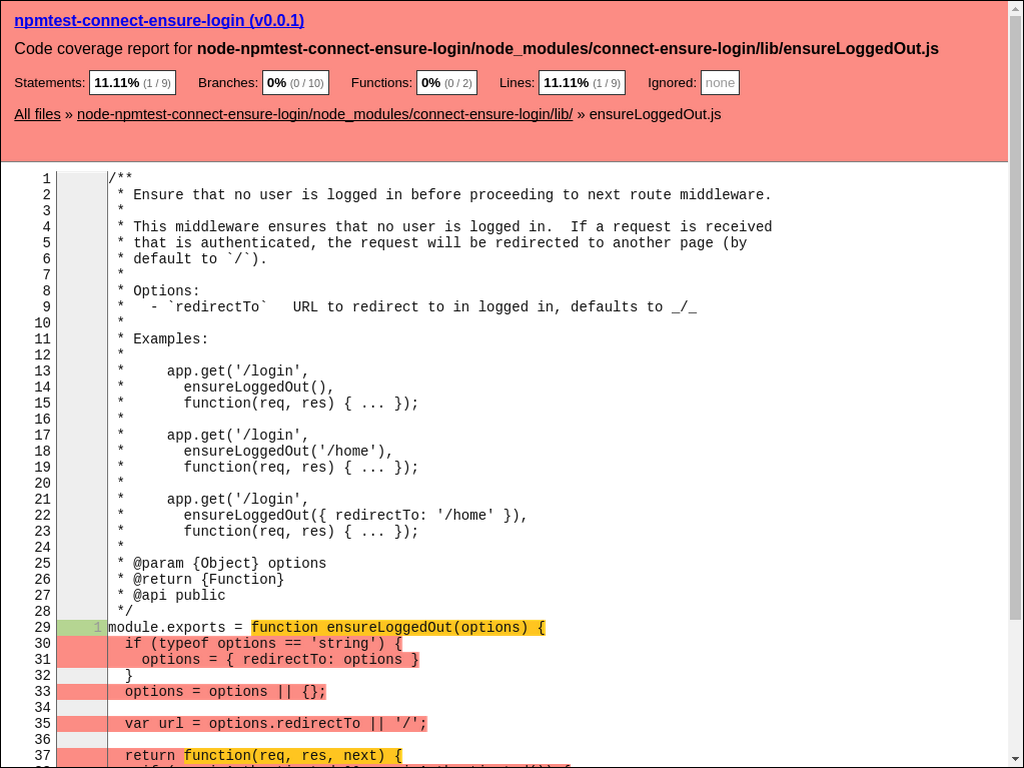 npmtest-connect-ensure-login (v0.0.1)
Code coverage report for node-npmtest-connect-ensure-login/node_modules/connect-ensure-login/lib/ensureLoggedOut.js
Statements: 11.11% (1 / 9) Branches: 0% (0 / 10) Functions: 0% (0 / 2) Lines: 11.11% (1 / 9) Ignored: none
All files » node-npmtest-connect-ensure-login/node_modules/connect-ensure-login/lib/ » ensureLoggedOut.js
1 /**
2  * Ensure that no user is logged in before proceeding to next route middleware.
3  *
4  * This middleware ensures that no user is logged in.  If a request is received
5  * that is authenticated, the request will be redirected to another page (by
6  * default to `/`).
7  *
8  * Options:
9  *   - `redirectTo`   URL to redirect to in logged in, defaults to _/_
10  *
11  * Examples:
12  *
13  *     app.get('/login',
14  *       ensureLoggedOut(),
15  *       function(req, res) { ... });
16  *
17  *     app.get('/login',
18  *       ensureLoggedOut('/home'),
19  *       function(req, res) { ... });
20  *
21  *     app.get('/login',
22  *       ensureLoggedOut({ redirectTo: '/home' }),
23  *       function(req, res) { ... });
24  *
25  * @param {Object} options
26  * @return {Function}
27  * @api public
28  */
29 1 module.exports = function ensureLoggedOut(options) {
30   if (typeof options == 'string') {
31     options = { redirectTo: options }
32   }
33   options = options || {};
34
35   var url = options.redirectTo || '/';
36
37   return function(req, res, next) {